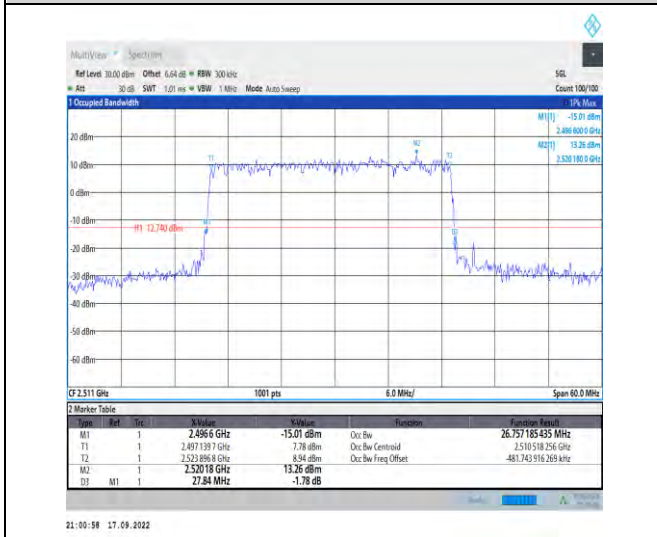 MultiView Spectrum
Ref Level 30.00 dBm Offset 6.64 dB RBW 300 kHz SGL
Att 30 dB SWT 1.01 ms VBW 1 MHz Mode Auto Sweep Count 100/100
1 Occupied Bandwidth 1Pk Max
M1[1] -15.01 dBm
2.496 600 0 GHz
M2[1] 13.26 dBm
2.520 180 0 GHz
20 dBm
10 dBm
0 dBm
-10 dBm
-20 dBm
-30 dBm
-40 dBm
-50 dBm
-60 dBm
M2
T1
T2
M1
H1 12.740 dBm
D3
CF 2.511 GHz 1001 pts 6.0 MHz/ Span 60.0 MHz
2 Marker Table
Type Ref Trc X-Value Y-Value Function Function Result
M1 1 2.4966 GHz -15.01 dBm Occ Bw 26.757 185 435 MHz
T1 1 2.497 139 7 GHz 7.78 dBm Occ Bw Centroid 2.510 518 256 GHz
T2 1 2.523 896 8 GHz 8.94 dBm Occ Bw Freq Offset -481.743 916 269 kHz
M2 1 2.52018 GHz 13.26 dBm
D3 M1 1 27.84 MHz -1.78 dB
21:00:58 17.09.2022